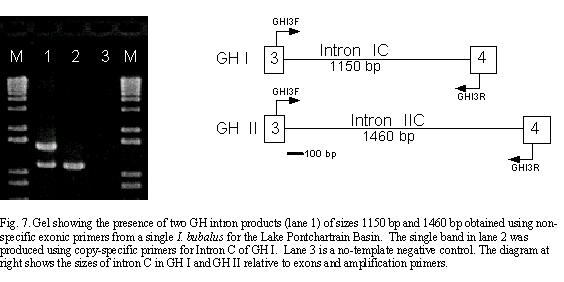 M 1 2 3 M
GHI3F
GH I 3 Intron IC 4
1150 bp
GHI3R
GHI3F
GH II 3 Intron IIC 4
1460 bp
GHI3R
100 bp
Fig. 7. Gel showing the presence of two GH intron products (lane 1) of sizes 1150 bp and 1460 bp obtained using non-
specific exonic primers from a single I. bubalus for the Lake Pontchartrain Basin. The single band in lane 2 was
produced using copy-specific primers for Intron C of GH I. Lane 3 is a no-template negative control. The diagram at
right shows the sizes of intron C in GH I and GH II relative to exons and amplification primers.